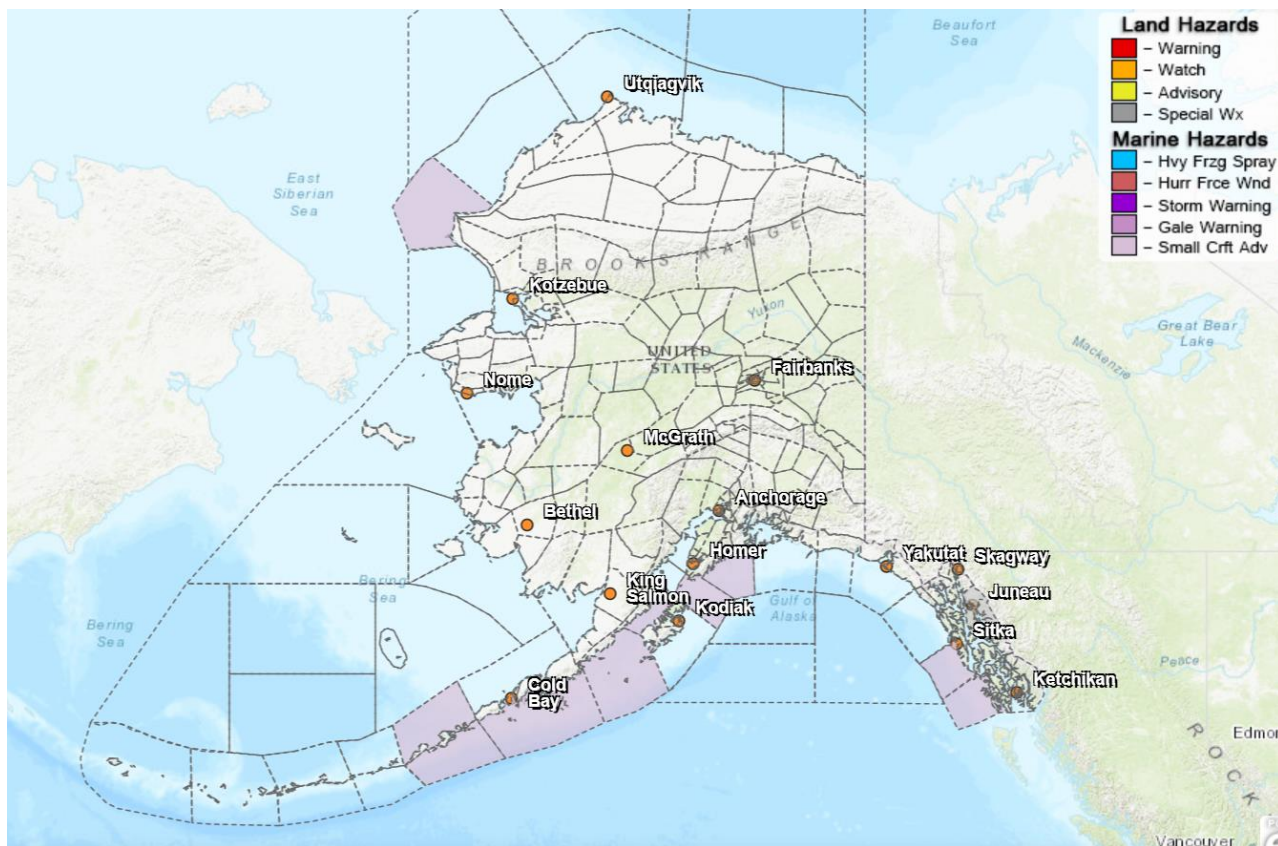 Beaufort
Sea
Land Hazards
– Warning
– Watch
– Advisory
– Special Wx
Marine Hazards
– Hvy Frzg Spray
– Hurr Frce Wnd
– Storm Warning
– Gale Warning
– Small Crft Adv
Utqiagvik
East
Siberian
Sea
BROOKS RANGE
Kotzebue
Yukon
Great Bear
Lake
Mackenzie
UNITED
STATES
Fairbanks
Nome
McGrath
Anchorage
Bethel
Homer
Yakutat
Skagway
King
Salmon
Juneau
Bering
Sea
Kodiak
Gulf of
Alaska
Bering
Sea
Sitka
Peace
Ketchikan
Cold
Bay
ROCK
Edmo
Vancouver